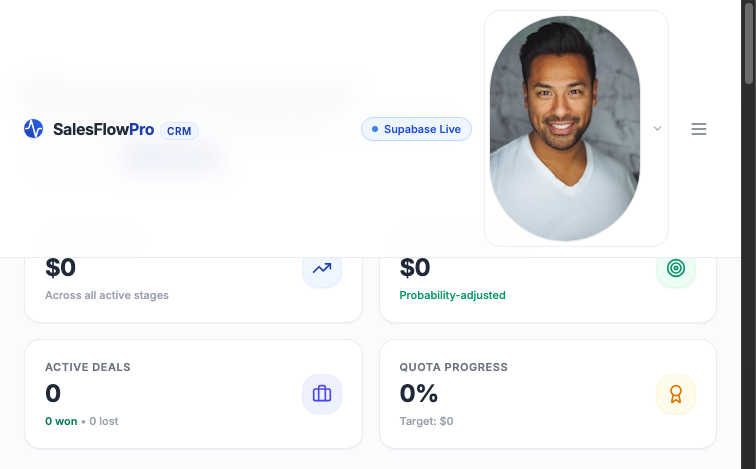 SalesFlowPro CRM
Supabase Live
$0
Across all active stages
$0
Probability-adjusted
ACTIVE DEALS
0
0 won • 0 lost
QUOTA PROGRESS
0%
Target: $0